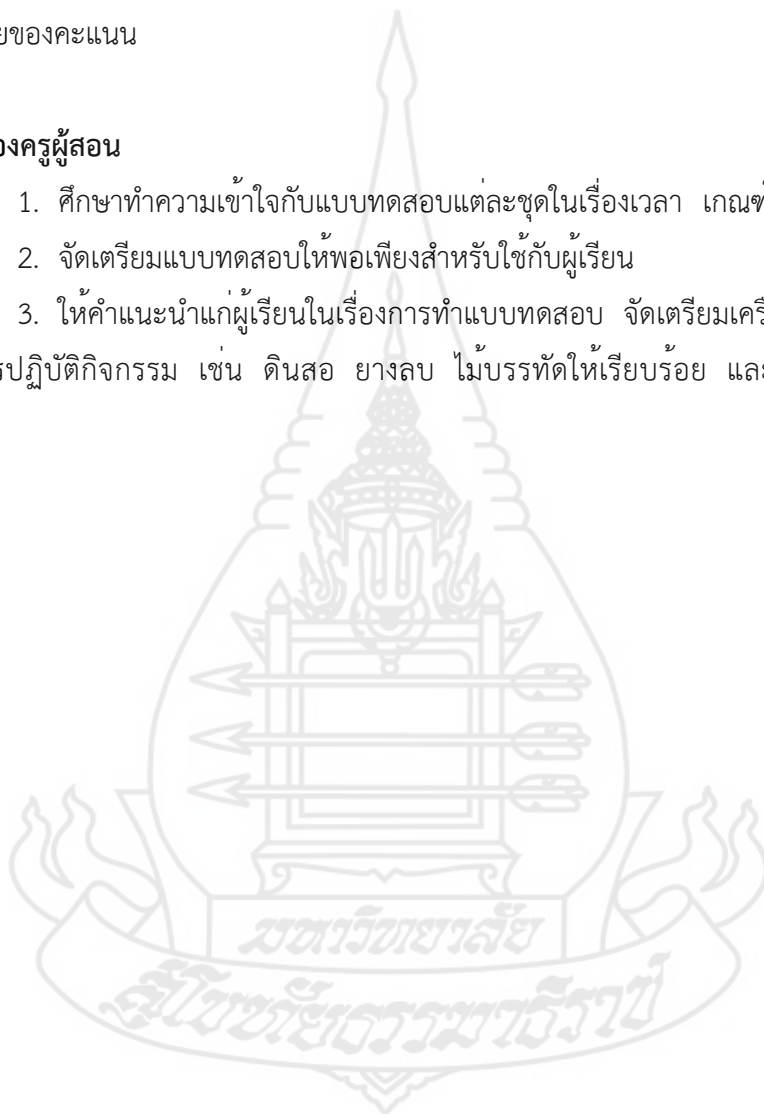 ยของคะแนน
องครูผู้สอน
1. ศึกษาทำความเข้าใจกับแบบทดสอบแต่ละชุดในเรื่องเวลา เกณฑ์
2. จัดเตรียมแบบทดสอบให้พอเพียงสำหรับใช้กับผู้เรียน
3. ให้คำแนะนำแก่ผู้เรียนในเรื่องการทำแบบทดสอบ จัดเตรียมเครื
รปฏิบัติกิจกรรม เช่น ดินสอ ยางลบ ไม้บรรทัดให้เรียบร้อย และ
มหาวิทยาลัย
สุโขทัยธรรมาธิราช